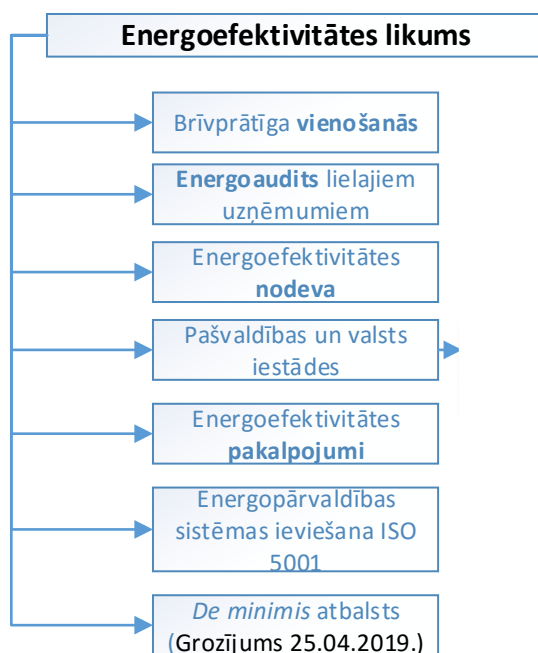 Energoefektivitātes likums
Brīvprātīga vienošanās
Energoaudits lielajiem
uzņēmumiem
Energoefektivitātes
nodeva
Pašvaldības un valsts
iestādes
Energoefektivitātes
pakalpojumi
Energopārvaldības
sistēmas ieviešana ISO
5001
De minimis atbalsts
(Grozījums 25.04.2019.)